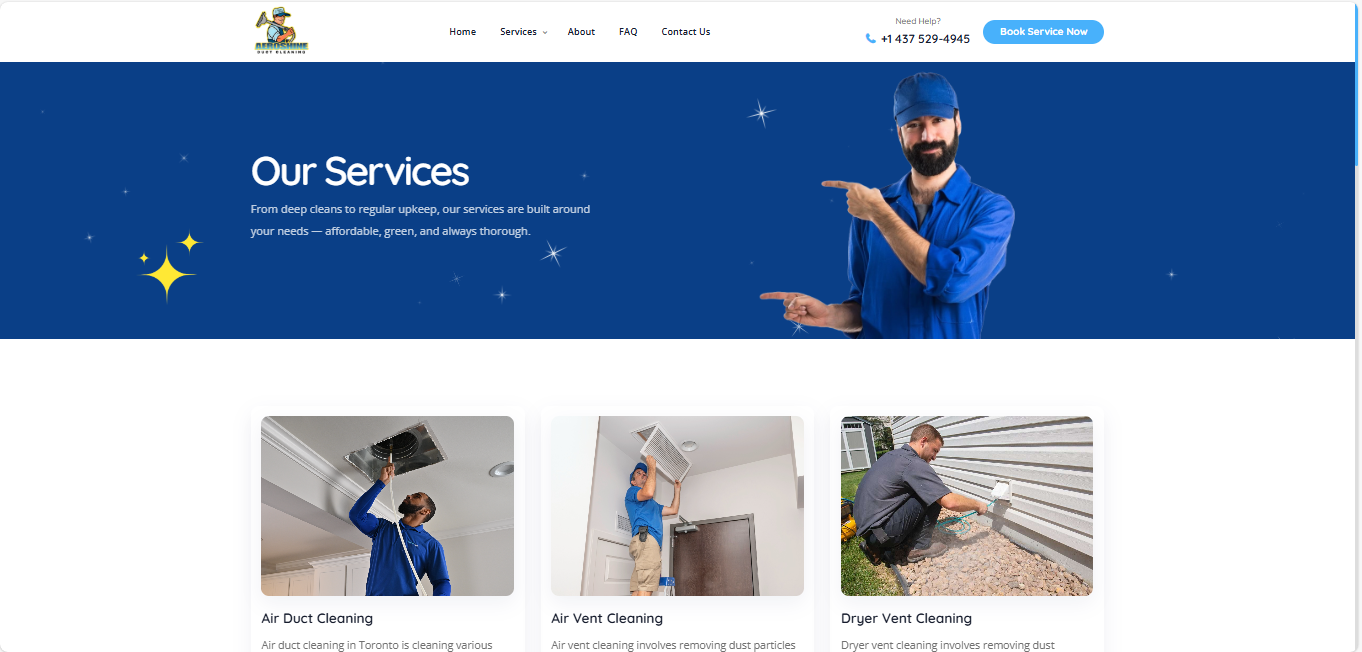 AEROSHINE
DUCT CLEANING
Home
Services
About
FAQ
Contact Us
Need Help?
+1 437 529-4945
Book Service Now
Our Services
From deep cleans to regular upkeep, our services are built around
your needs — affordable, green, and always thorough.
Air Duct Cleaning
Air Vent Cleaning
Dryer Vent Cleaning
Air duct cleaning in Toronto is cleaning various
Air vent cleaning involves removing dust particles
Dryer vent cleaning involves removing dust